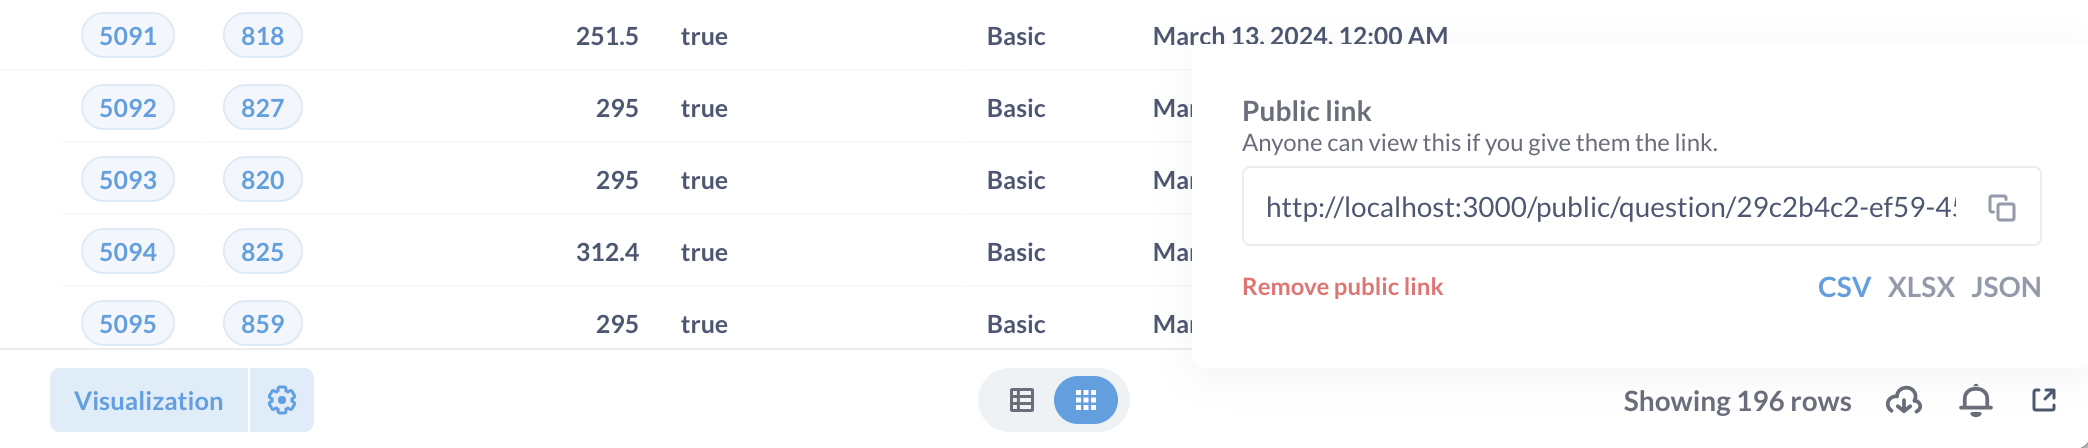 5091 818 251.5 true Basic March 13, 2024, 12:00 AM
5092 827 295 true Basic
5093 820 295 true Basic
5094 825 312.4 true Basic
5095 859 295 true Basic
Public link
Anyone can view this if you give them the link.
http://localhost:3000/public/question/29c2b4c2-ef59-4
Remove public link CSV XLSX JSON
Visualization Showing 196 rows